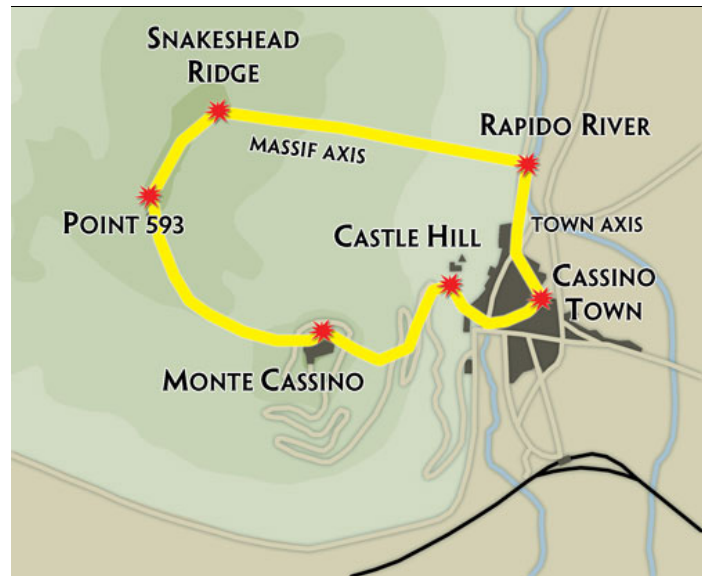 SNAKESHEAD
RIDGE
RAPIDO RIVER
MASSIF AXIS
POINT 593
CASTLE HILL
TOWN AXIS
CASSINO
TOWN
MONTE CASSINO